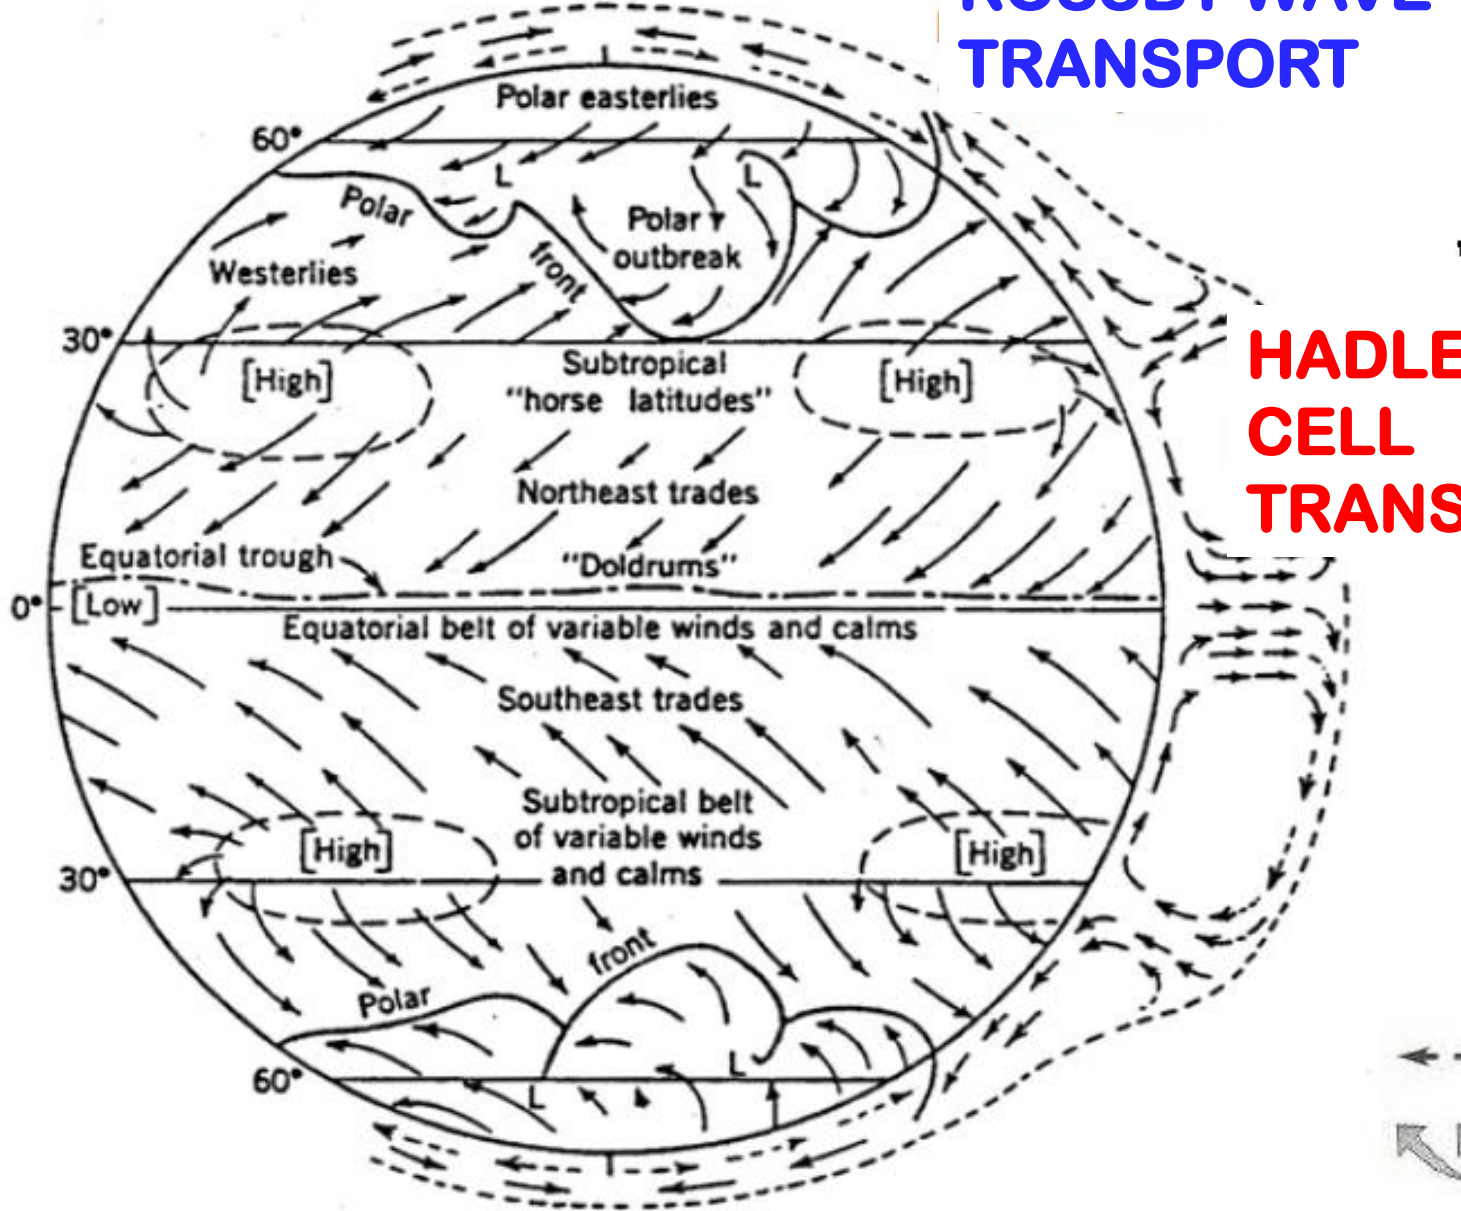 ROSSBY WAVE
TRANSPORT
Polar easterlies
60°
L
L
Polar
Polar
outbreak
front
Westerlies
30°
HADLE
CELL
TRANS
[High]
Subtropical
"horse latitudes"
[High]
Northeast trades
Equatorial trough
"Doldrums"
0°
[Low]
Equatorial belt of variable winds and calms
Southeast trades
Subtropical belt
of variable winds
and calms
[High]
[High]
30°
front
Polar
L
60°
L